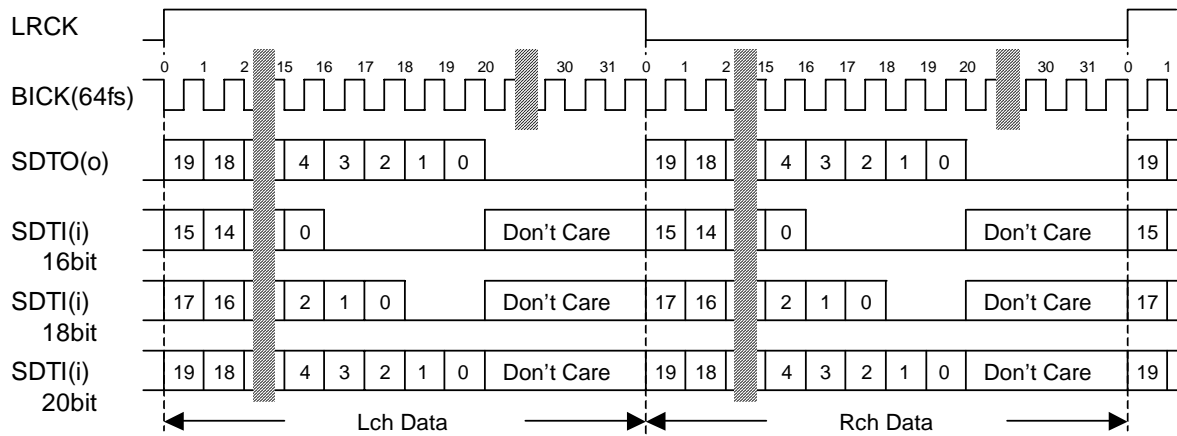 LRCK
0 1 2 15 16 17 18 19 20 30 31 0 1 2 15 16 17 18 19 20 30 31 0 1
BICK(64fs)
SDTO(o) 19 18 4 3 2 1 0 19 18 4 3 2 1 0 19
SDTI(i) 15 14 0 Don't Care 15 14 0 Don't Care 15
16bit
SDTI(i) 17 16 2 1 0 Don't Care 17 16 2 1 0 Don't Care 17
18bit
SDTI(i) 19 18 4 3 2 1 0 Don't Care 19 18 4 3 2 1 0 Don't Care 19
20bit
Lch Data Rch Data